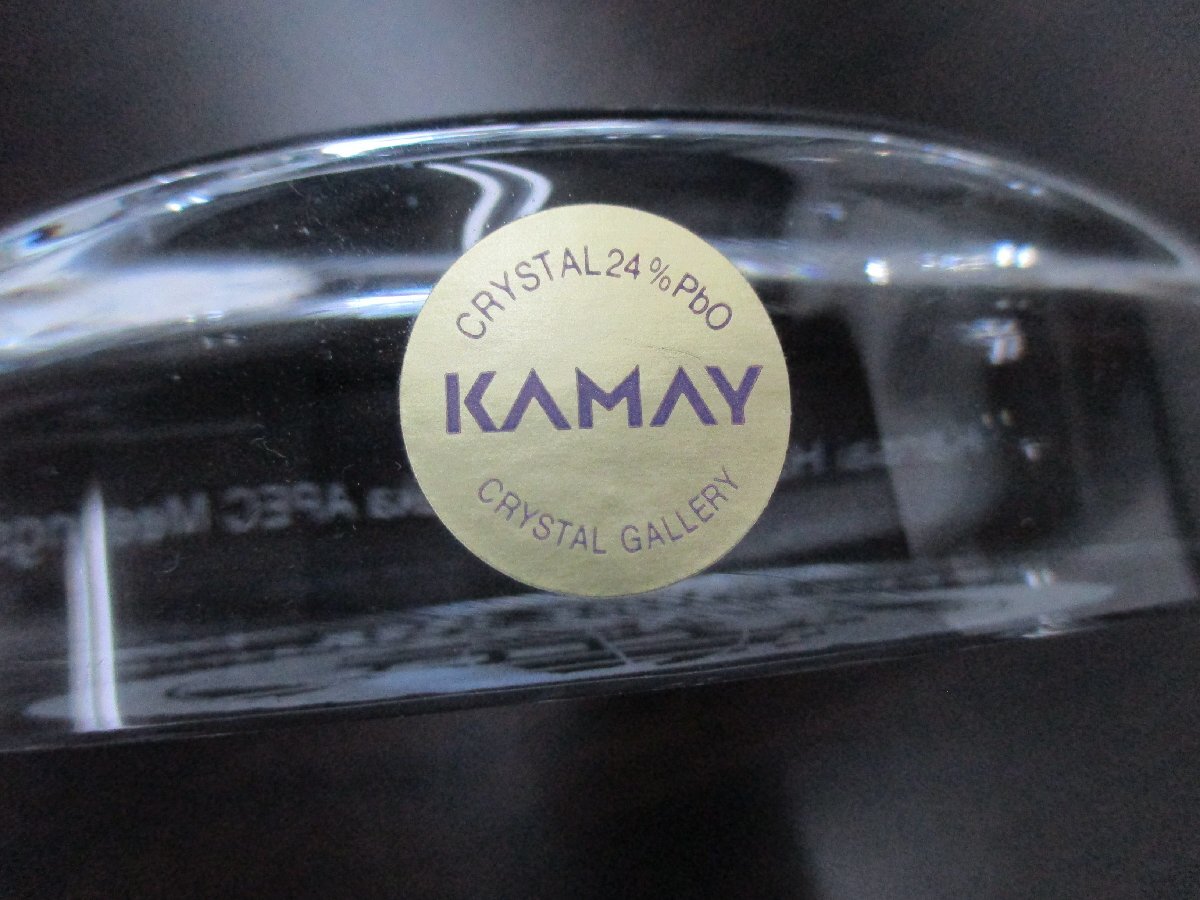 CRYSTAL 24% PbO
KAMAY
CRYSTAL GALLERY
APEC